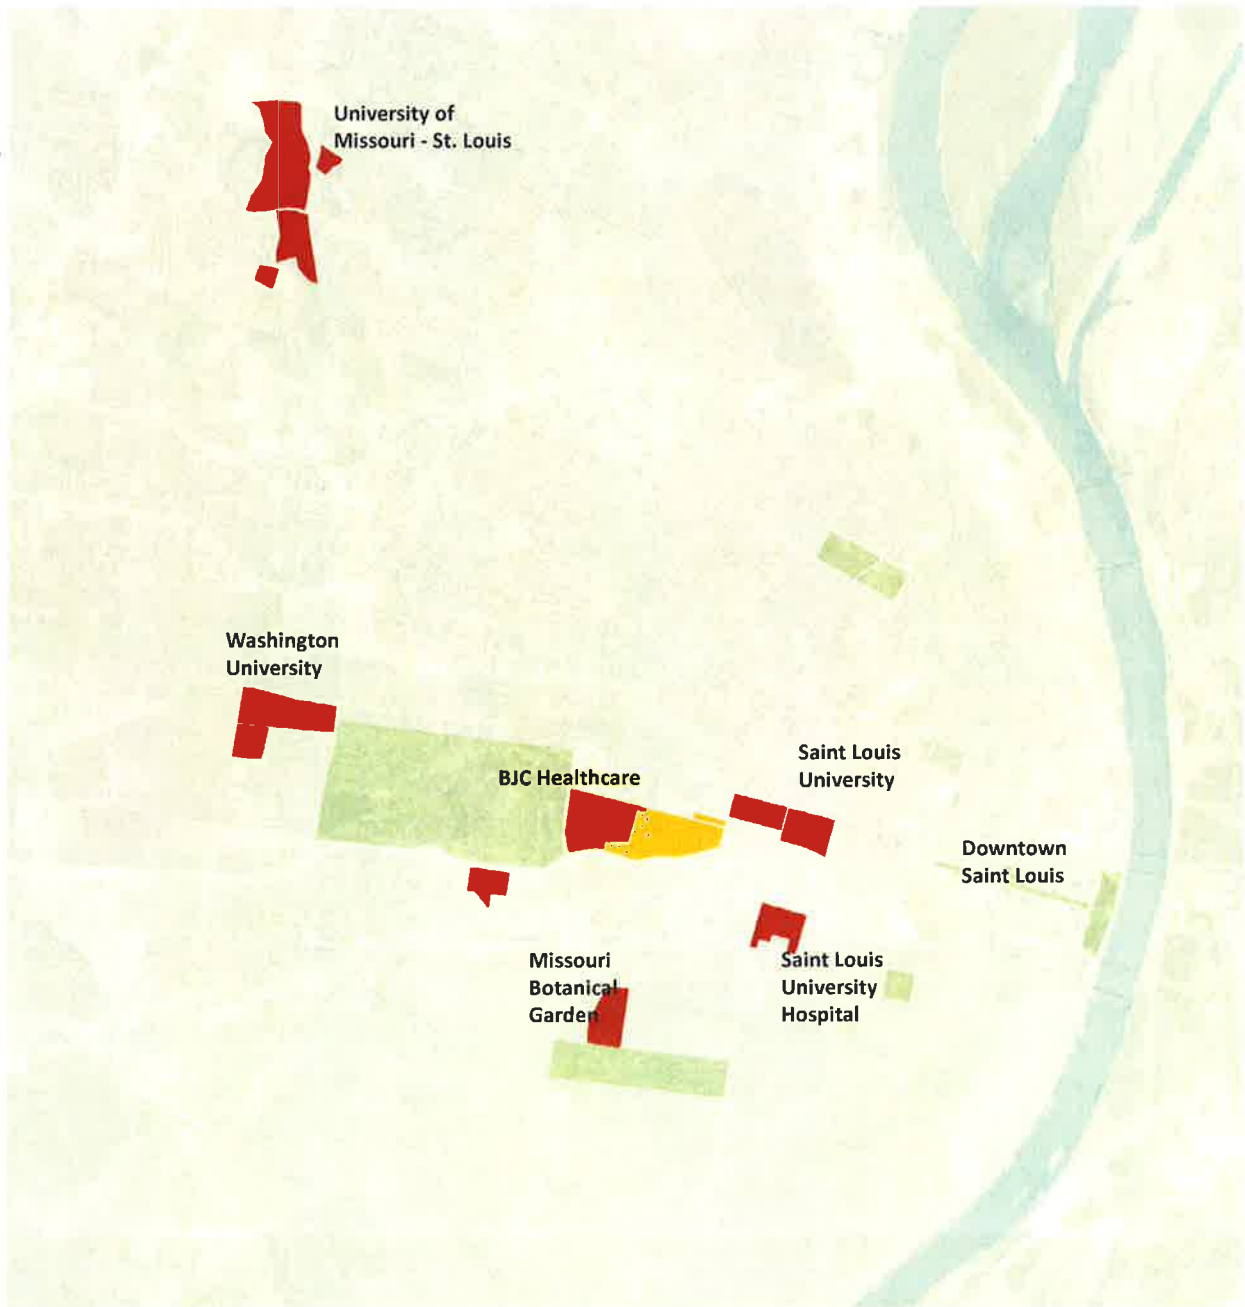 University of
Missouri - St. Louis
Washington
University
BJC Healthcare
Saint Louis
University
Downtown
Saint Louis
Missouri
Botanical
Garden
Saint Louis
University
Hospital